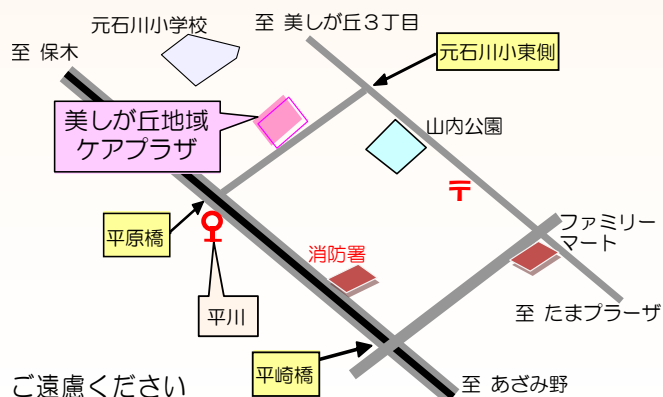 元石川小学校
至 美しが丘３丁目
至 保木
元石川小東側
美しが丘地域
ケアプラザ
山内公園
〒
平原橋
ファミリー
マート
消防署
平川
至 たまプラーザ
平崎橋
至 あざみ野
ご遠慮ください